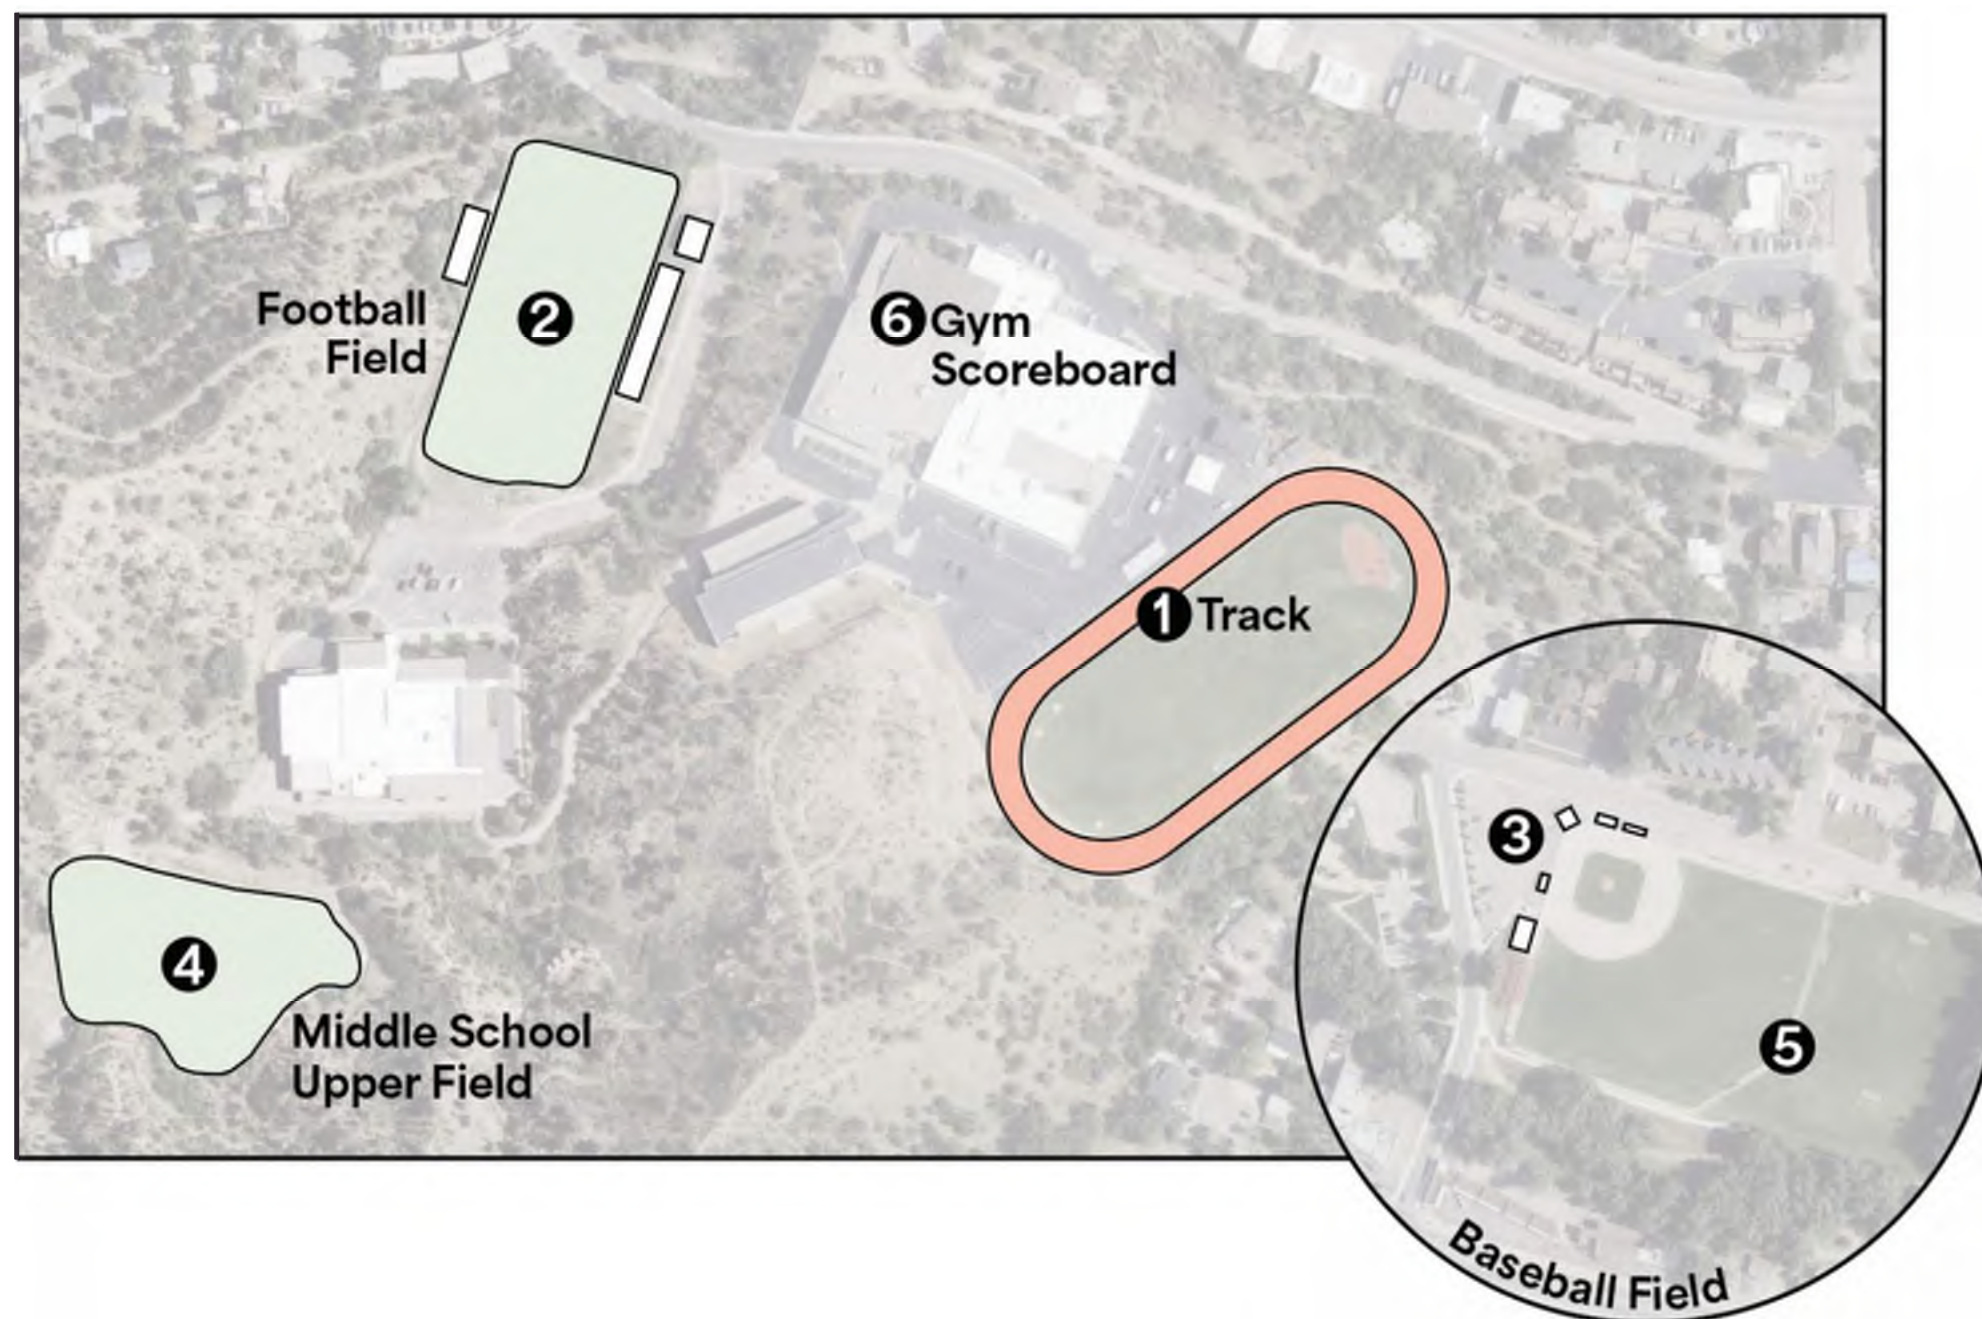 Football
Field
2
6 Gym
Scoreboard
1 Track
3
4
Middle School
Upper Field
5
Baseball Field